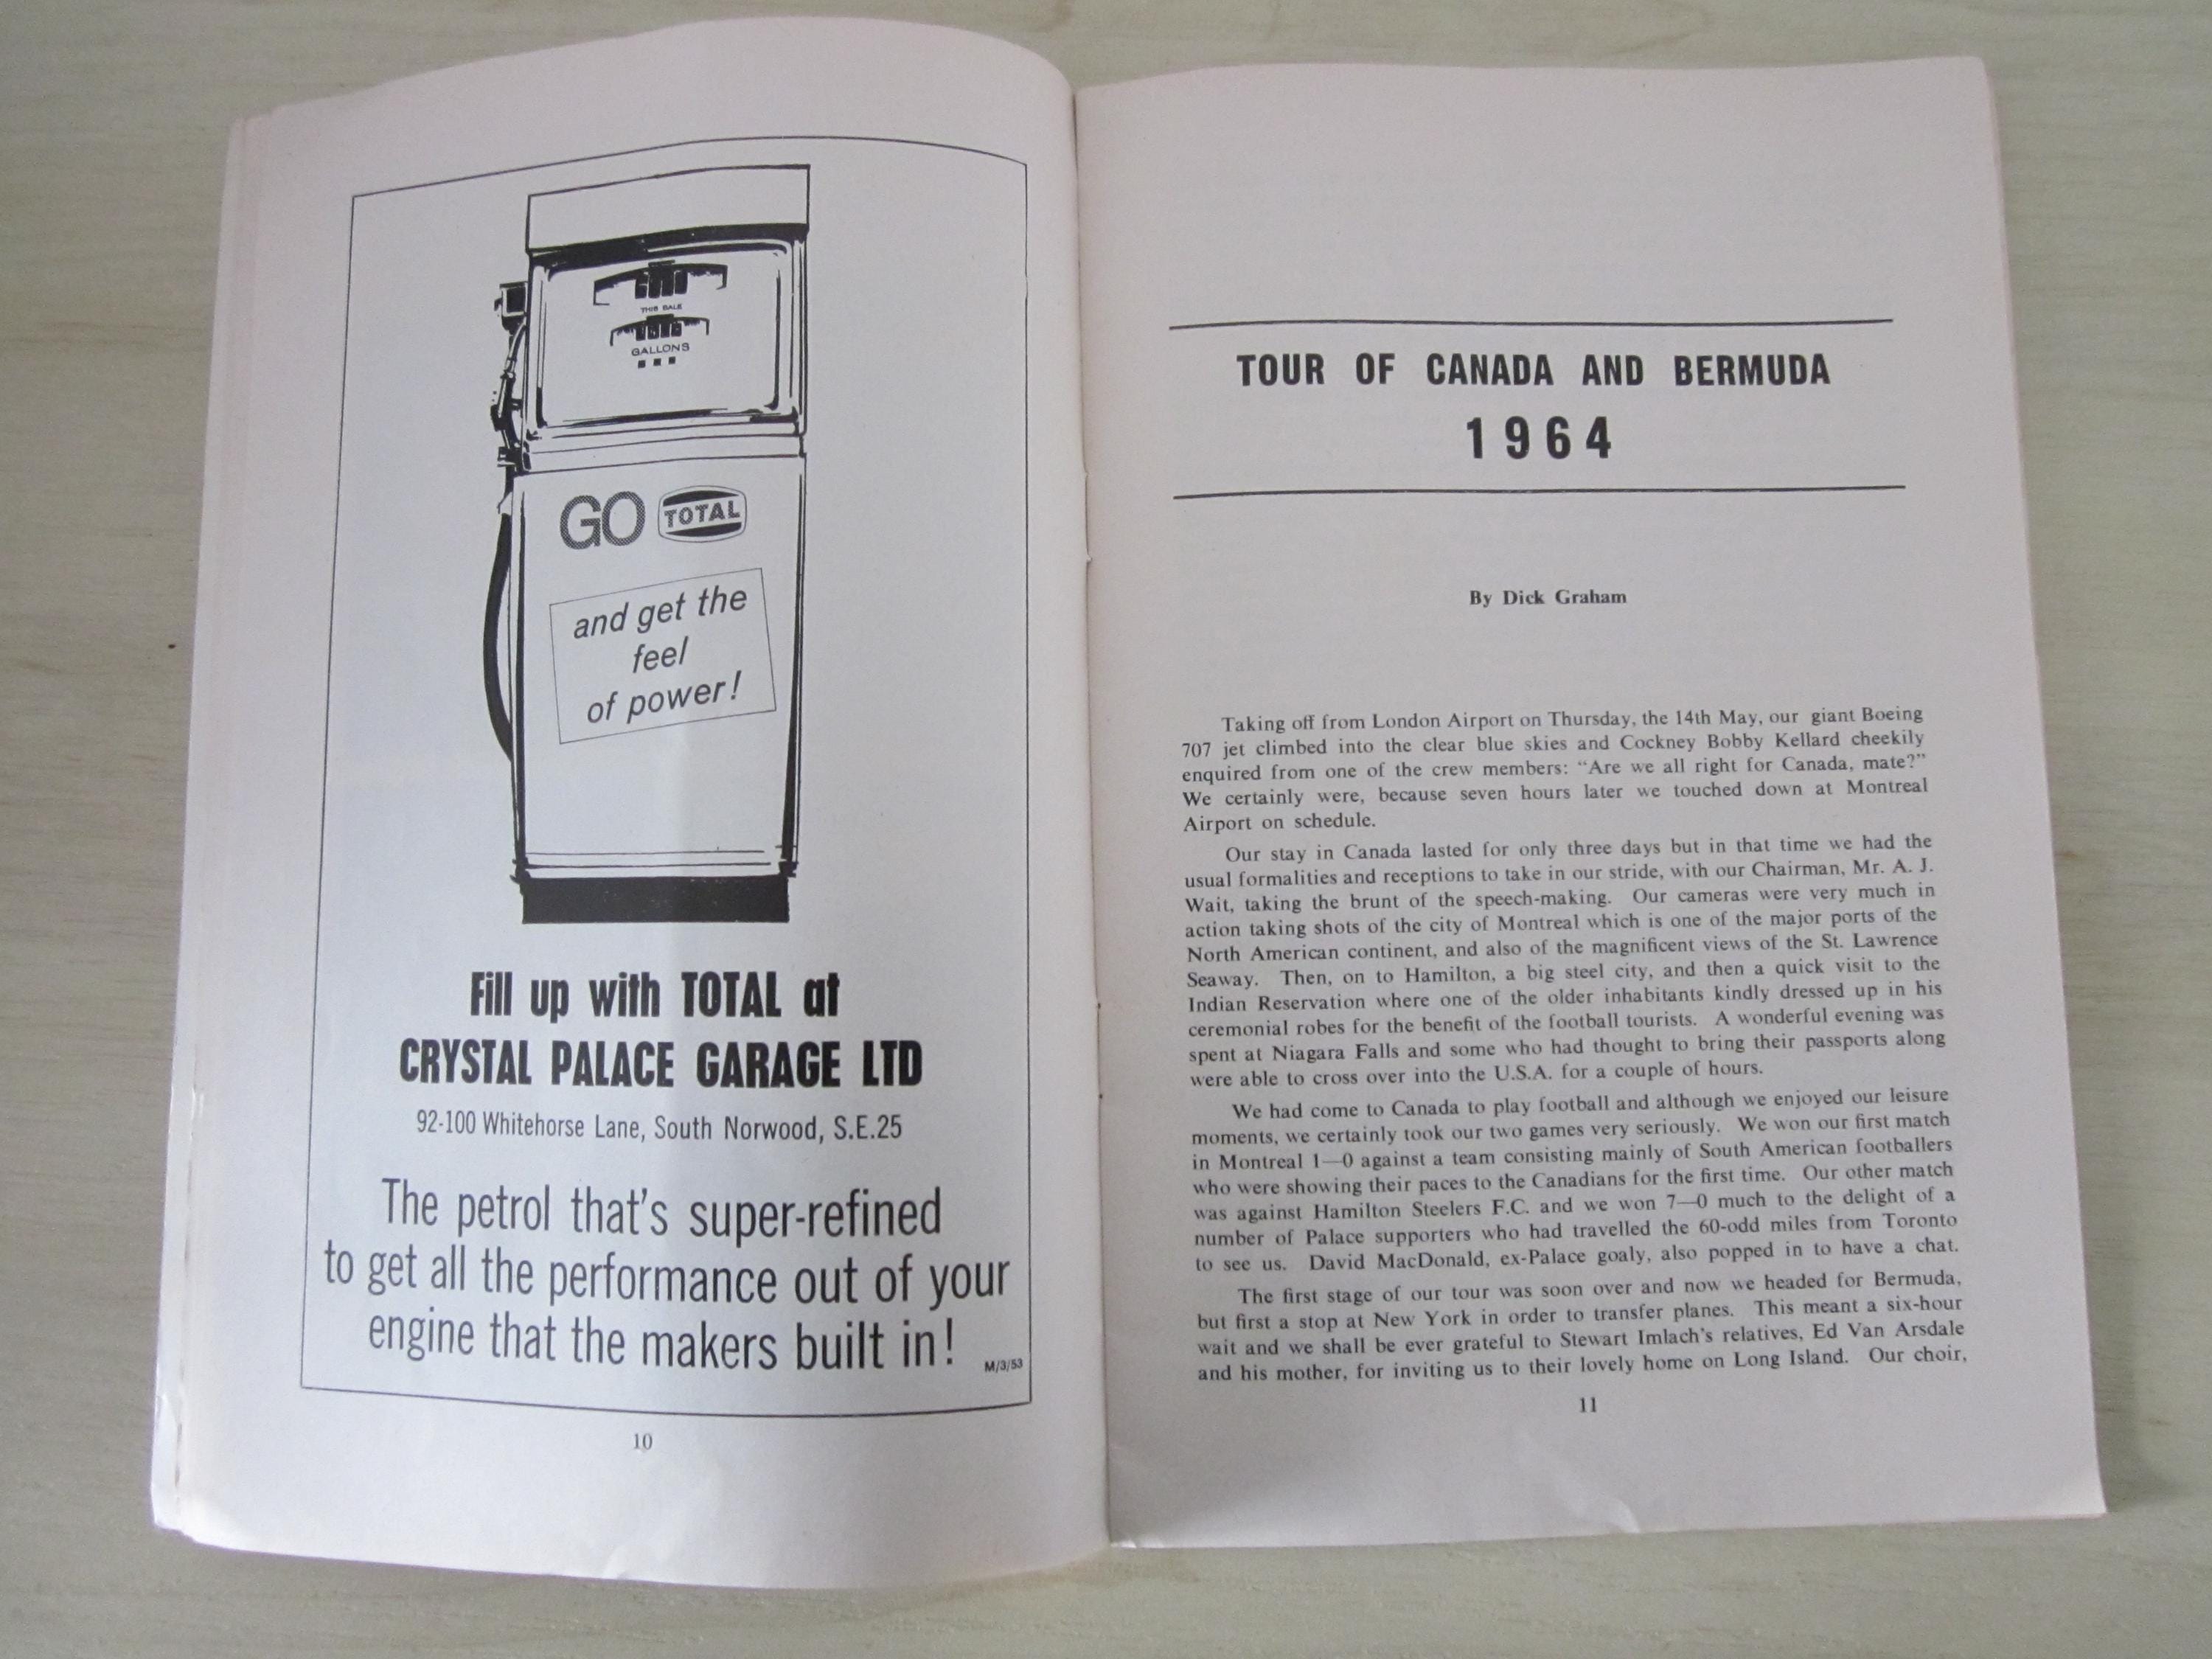 THIS SALE
GALLONS
GO TOTAL
and get the
feel
of power!
Fill up with TOTAL at
CRYSTAL PALACE GARAGE LTD
92-100 Whitehorse Lane, South Norwood, S.E.25
The petrol that's super-refined
to get all the performance out of your
engine that the makers built in!
M/3/53
10
TOUR OF CANADA AND BERMUDA
1964
By Dick Graham
Taking off from London Airport on Thursday, the 14th May, our giant Boeing
707 jet climbed into the clear blue skies and Cockney Bobby Kellard cheekily
enquired from one of the crew members: "Are we all right for Canada, mate?"
We certainly were, because seven hours later we touched down at Montreal
Airport on schedule.
Our stay in Canada lasted for only three days but in that time we had the
usual formalities and receptions to take in our stride, with our Chairman, Mr. A. J.
Wait, taking the brunt of the speech-making. Our cameras were very much in
action taking shots of the city of Montreal which is one of the major ports of the
North American continent, and also of the magnificent views of the St. Lawrence
Seaway. Then, on to Hamilton, a big steel city, and then a quick visit to the
Indian Reservation where one of the older inhabitants kindly dressed up in his
ceremonial robes for the benefit of the football tourists. A wonderful evening was
spent at Niagara Falls and some who had thought to bring their passports along
were able to cross over into the U.S.A. for a couple of hours.
We had come to Canada to play football and although we enjoyed our leisure
moments, we certainly took our two games very seriously. We won our first match
in Montreal 1—0 against a team consisting mainly of South American footballers
who were showing their paces to the Canadians for the first time. Our other match
was against Hamilton Steelers F.C. and we won 7—0 much to the delight of a
number of Palace supporters who had travelled the 60-odd miles from Toronto
to see us. David MacDonald, ex-Palace goaly, also popped in to have a chat.
The first stage of our tour was soon over and now we headed for Bermuda,
but first a stop at New York in order to transfer planes. This meant a six-hour
wait and we shall be ever grateful to Stewart Imlach's relatives, Ed Van Arsdale
and his mother, for inviting us to their lovely home on Long Island. Our choir,
11